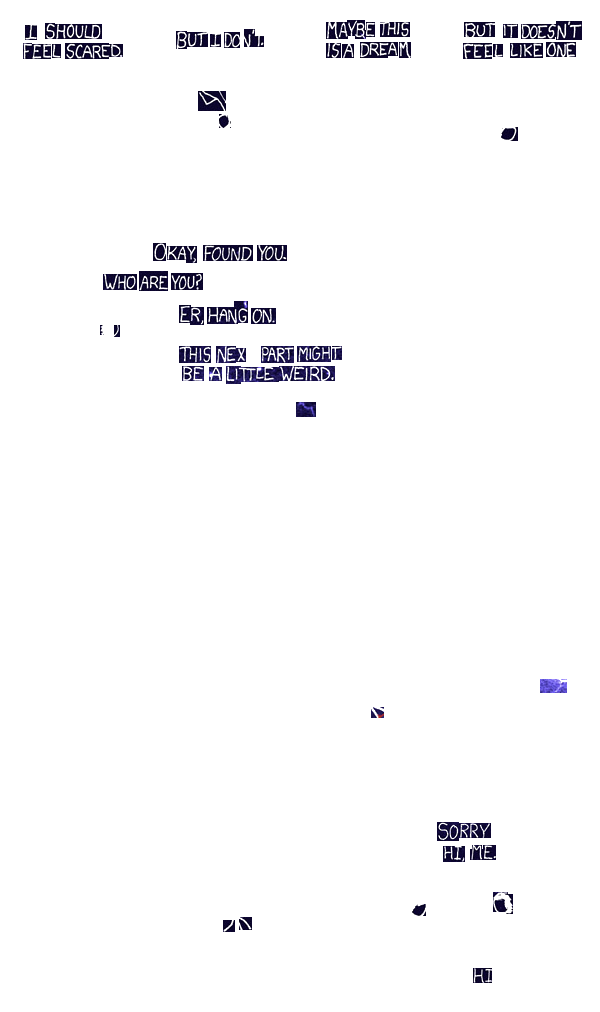 I SHOULD
FEEL SCARED.
BUT I DON'T.
MAYBE THIS
IS A DREAM
BUT IT DOESN'T
FEEL LIKE ONE
OKAY, FOUND YOU.
WHO ARE YOU?
ER, HANG ON.
THIS NEX PART MIGHT
BE A LITTLE WEIRD.
SORRY
HI, ME.
HI